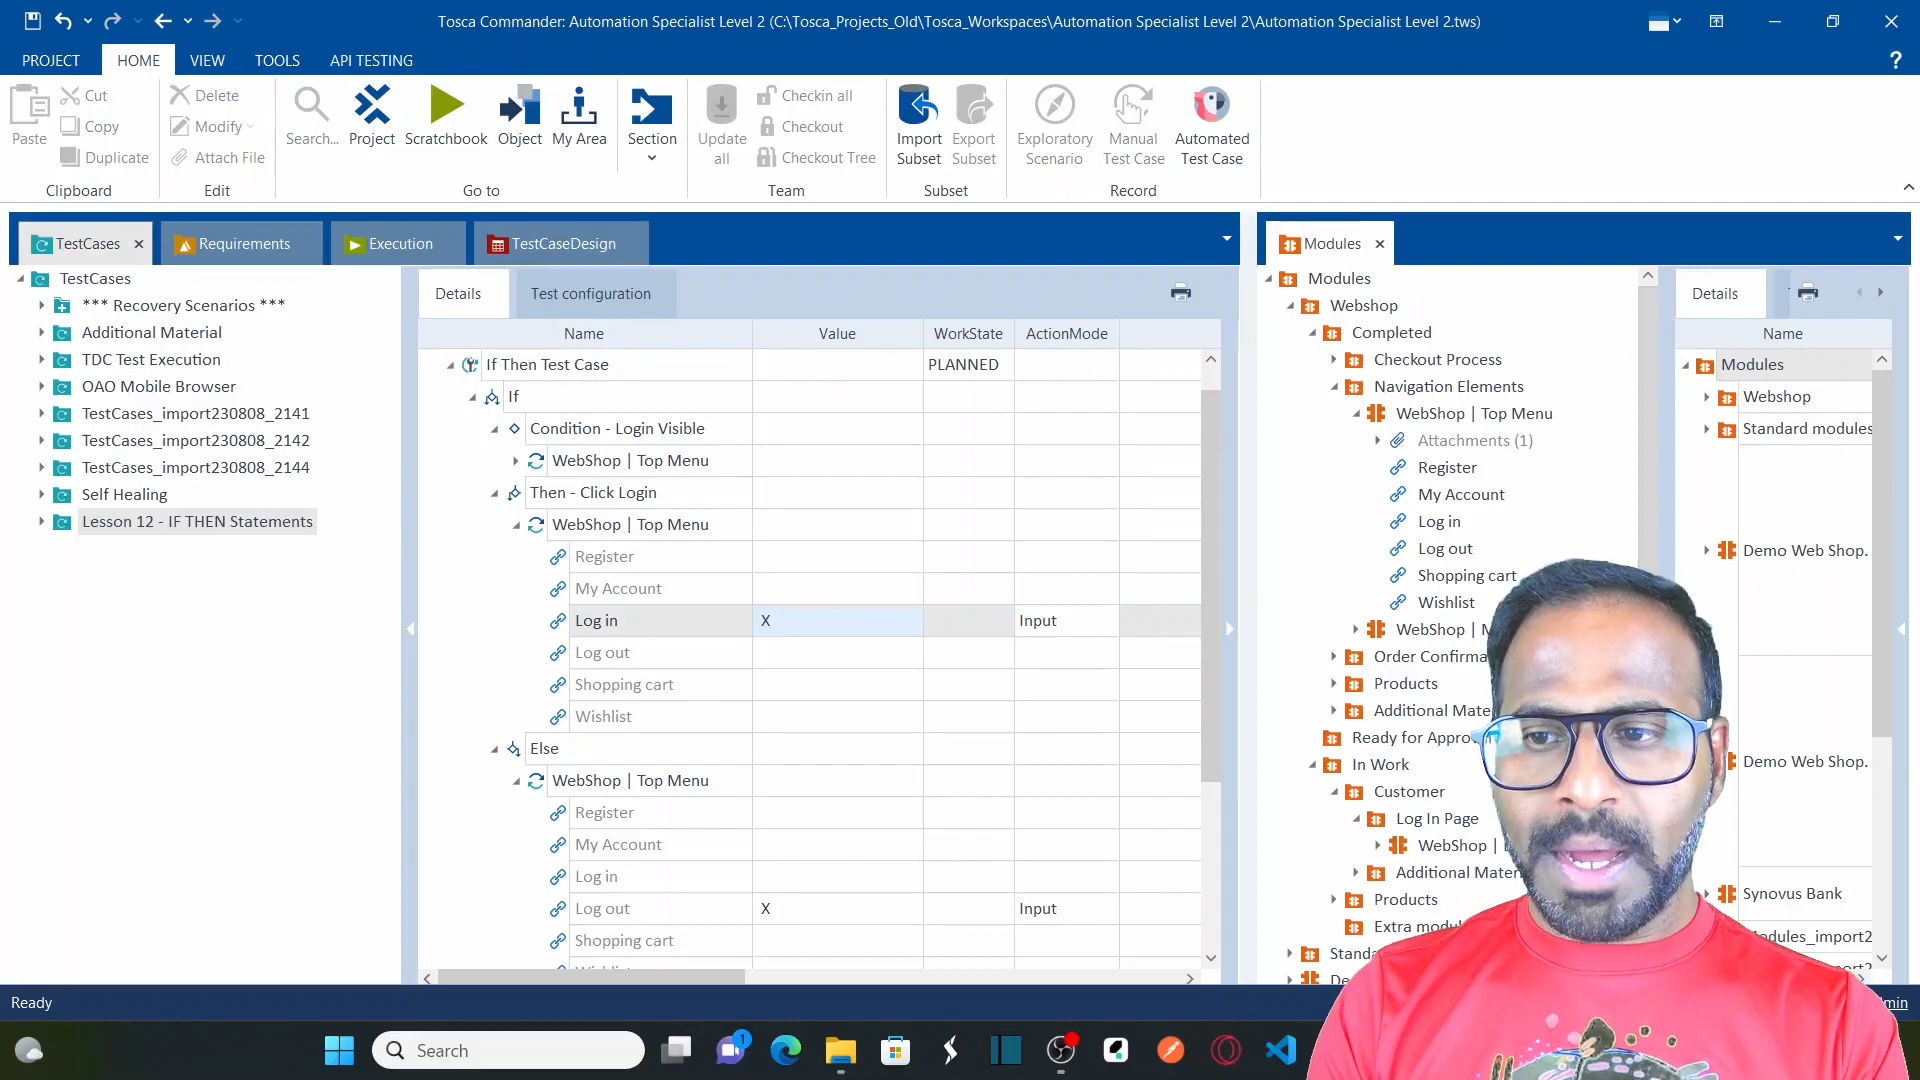 Tosca Commander: Automation Specialist Level 2 (C:\Tosca_Projects_Old\Tosca_Workspaces\Automation Specialist Level 2\Automation Specialist Level 2.tws)
PROJECT HOME VIEW TOOLS API TESTING ?
Paste
Cut
Copy
Duplicate
Clipboard
Delete
Modify
Attach File
Edit
Search...
Project
Scratchbook
Object
My Area
Section
Go to
Update all
Checkin all
Checkout
Checkout Tree
Team
Import Subset
Export Subset
Subset
Exploratory Scenario
Manual Test Case
Automated Test Case
Record
TestCases
Requirements
Execution
TestCaseDesign
TestCases
*** Recovery Scenarios ***
Additional Material
TDC Test Execution
OAO Mobile Browser
TestCases_import230808_2141
TestCases_import230808_2142
TestCases_import230808_2144
Self Healing
Lesson 12 - IF THEN Statements
Details
Test configuration
Name Value WorkState ActionMode
If Then Test Case PLANNED
If
Condition - Login Visible
WebShop | Top Menu
Then - Click Login
WebShop | Top Menu
Register
My Account
Log in X Input
Log out
Shopping cart
Wishlist
Else
WebShop | Top Menu
Register
My Account
Log in
Log out X Input
Shopping cart
Modules
Modules
Webshop
Completed
Checkout Process
Navigation Elements
WebShop | Top Menu
Attachments (1)
Register
My Account
Log in
Log out
Shopping cart
Wishlist
WebShop |
Order Confirma
Products
Additional Mate
Ready for Appro
In Work
Customer
Log In Page
WebShop |
Additional Mater
Products
Extra modu
Standa
De
Details
Name
Modules
Webshop
Standard modules
Demo Web Shop.
Demo Web Shop.
Synovus Bank
odules_import2
Ready
min
Search
1